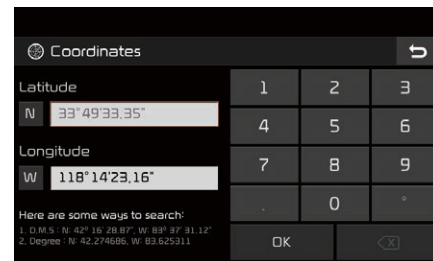 Coordinates
Latitude
N 33°49'33,35"
Longitude
W 118°14'23,16"
Here are some ways to search:
1. D.M.S : N: 42° 16' 28.87", W: 83° 37' 31.12"
2. Degree : N: 42.274686, W: 83.625311
1 2 3
4 5 6
7 8 9
. 0 °
OK